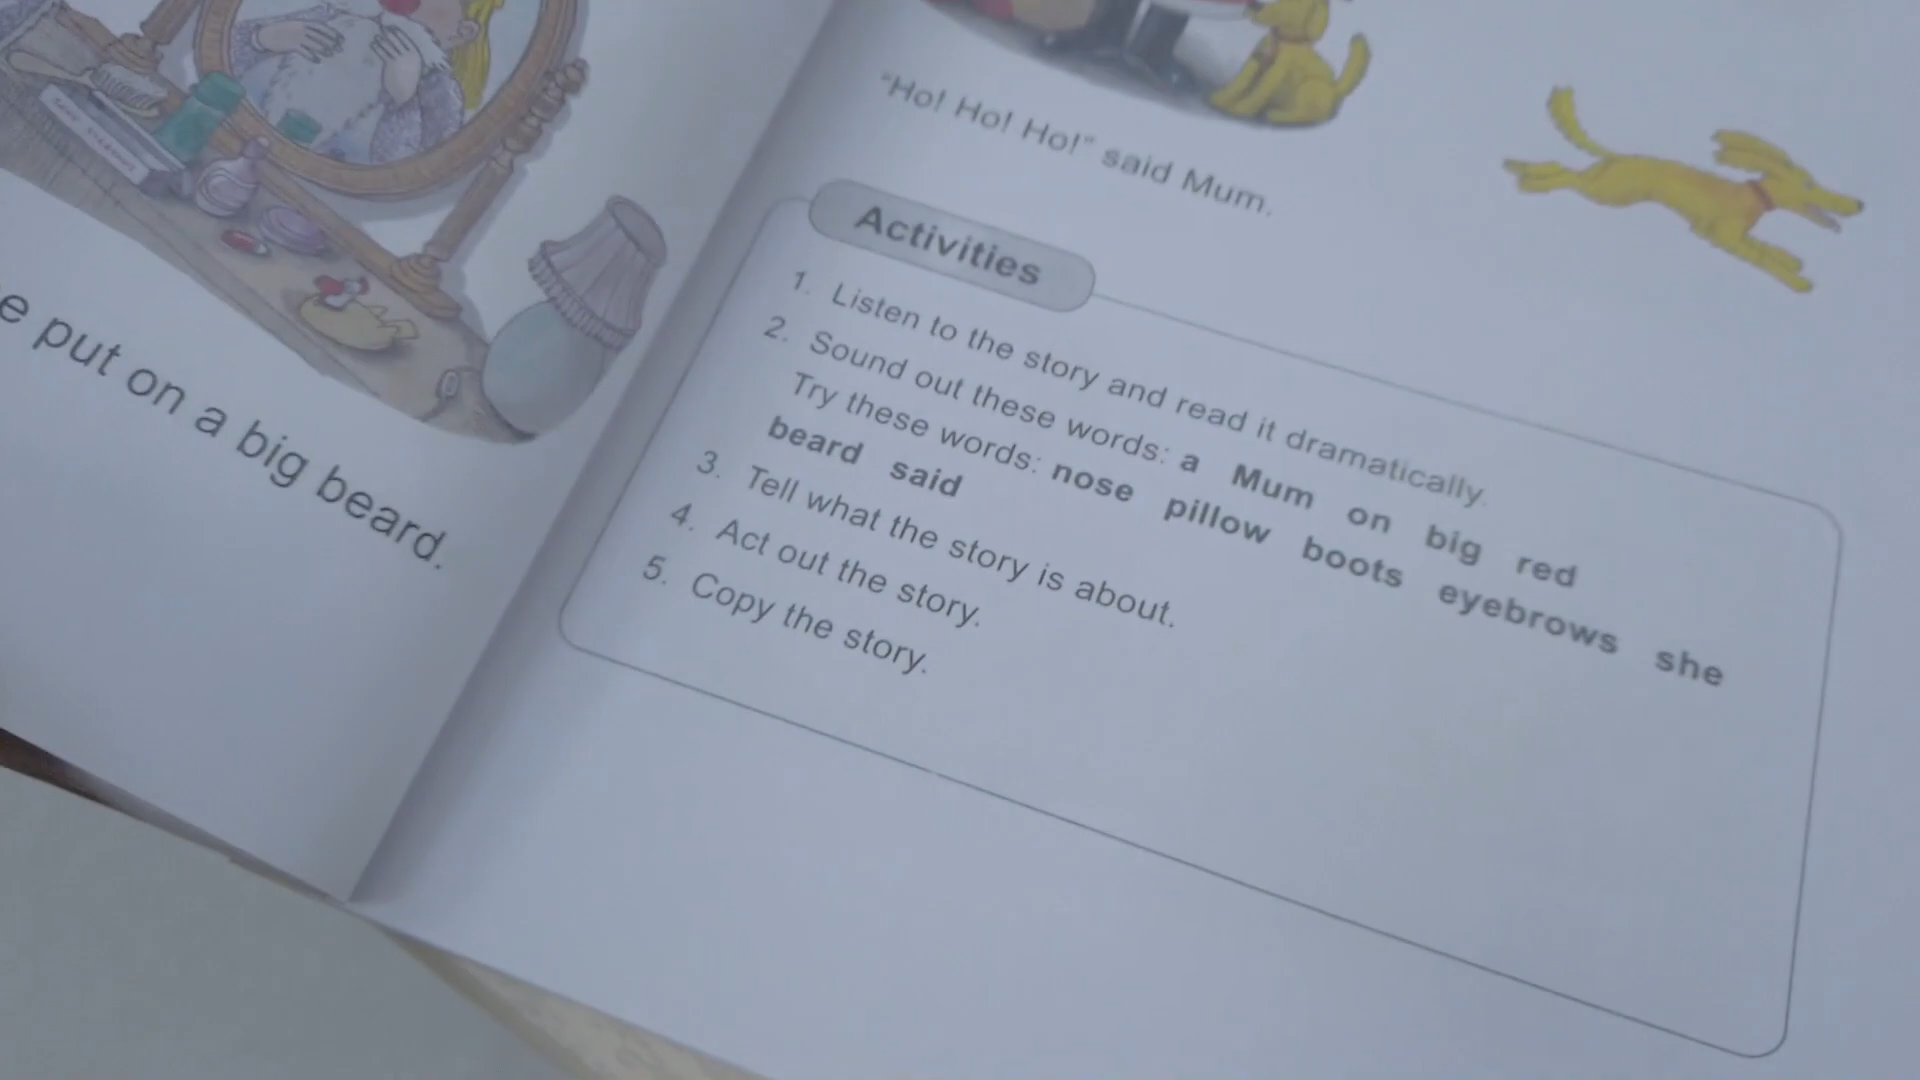 e put on a big beard.
"Ho! Ho! Ho!" said Mum.
Activities
1. Listen to the story and read it dramatically.
2. Sound out these words: a Mum on big red
Try these words: nose pillow boots eyebrows she
beard said
3. Tell what the story is about.
4. Act out the story.
5. Copy the story.